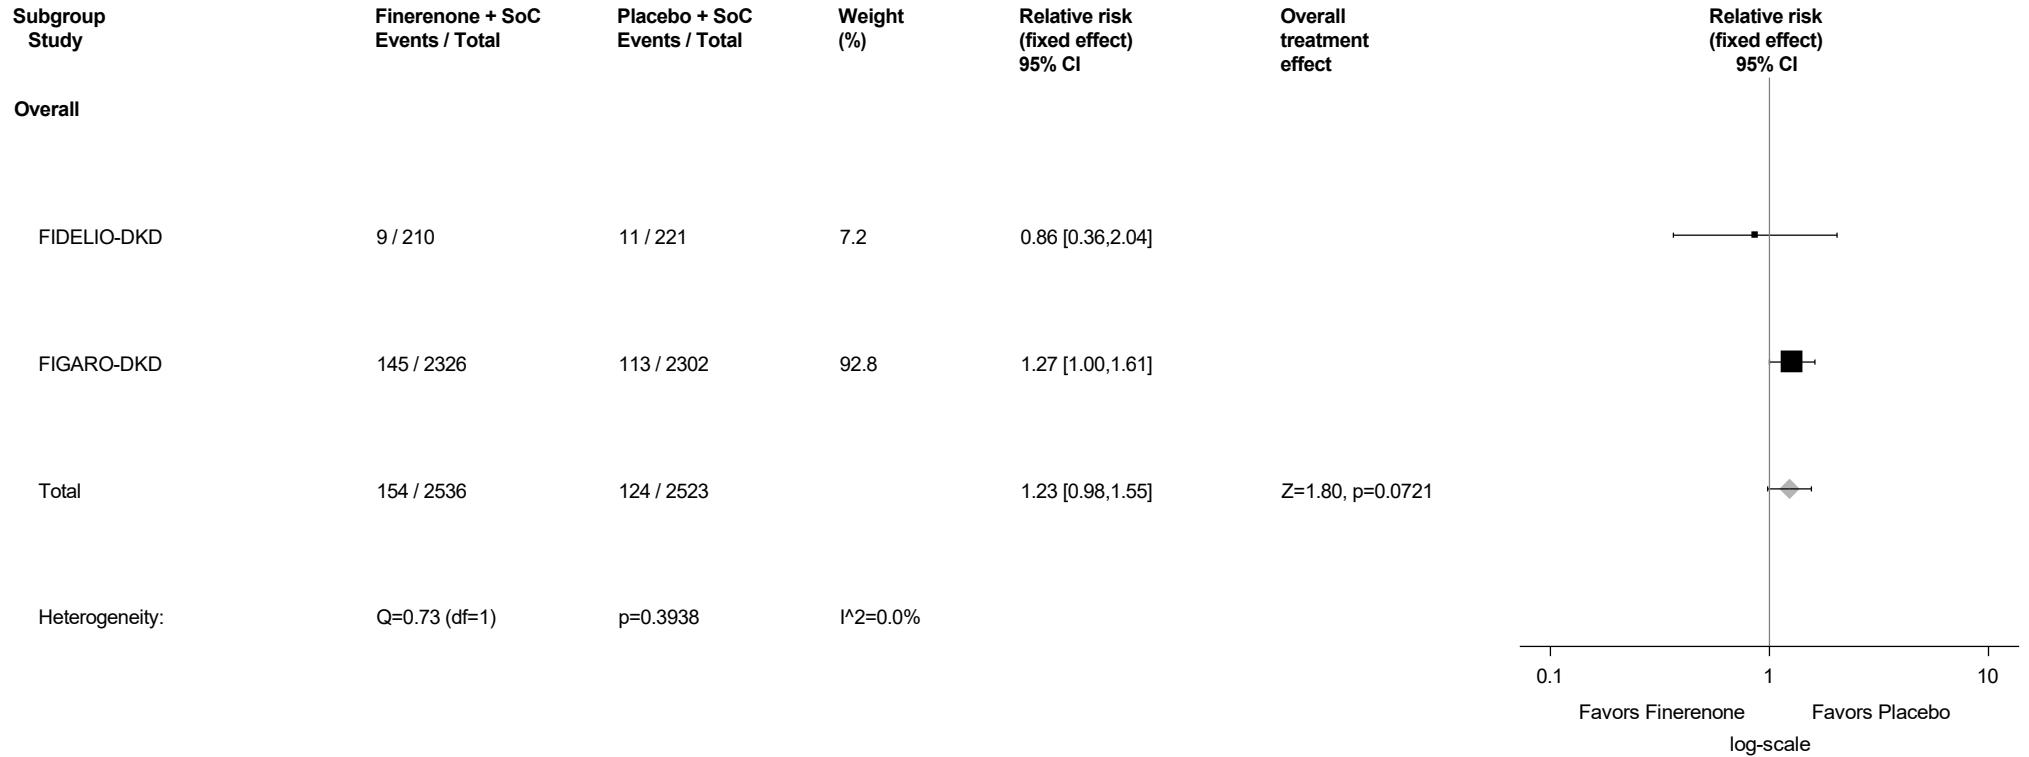 Subgroup Finerenone + SoC Placebo + SoC Weight Relative risk Overall Relative risk
Study Events / Total Events / Total (%) (fixed effect) treatment (fixed effect)
95% CI effect 95% CI
Overall
FIDELIO-DKD 9 / 210 11 / 221 7.2 0.86 [0.36,2.04]
FIGARO-DKD 145 / 2326 113 / 2302 92.8 1.27 [1.00,1.61]
Total 154 / 2536 124 / 2523 1.23 [0.98,1.55] Z=1.80, p=0.0721
Heterogeneity: Q=0.73 (df=1) p=0.3938 I^2=0.0%
0.1 1 10
Favors Finerenone Favors Placebo
log-scale